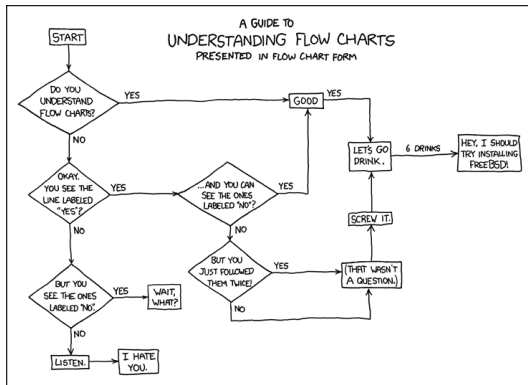 A GUIDE TO
UNDERSTANDING FLOW CHARTS
PRESENTED IN FLOW CHART FORM
START
DO YOU
UNDERSTAND
FLOW CHARTS?
YES
GOOD
YES
LET'S GO
DRINK.
6 DRINKS
HEY, I SHOULD
TRY INSTALLING
FREEBSD!
NO
OKAY.
YOU SEE THE
LINE LABELED
"YES"?
YES
...AND YOU CAN
SEE THE ONES
LABELED "NO"?
YES
NO
NO
BUT YOU
JUST FOLLOWED
THEM TWICE!
YES
(THAT WASN'T
A QUESTION.)
SCREW IT.
NO
BUT YOU
SEE THE ONES
LABELED "NO".
YES
WAIT,
WHAT?
NO
LISTEN.
I HATE
YOU.